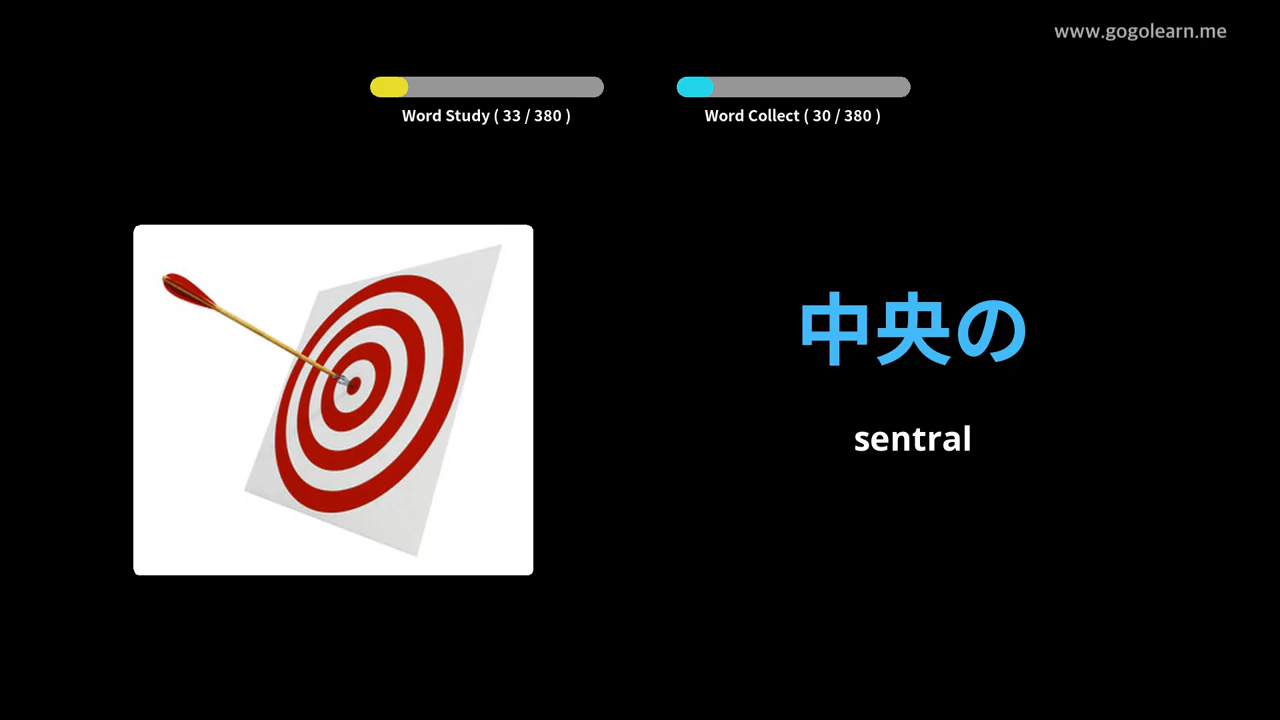 www.gogolearn.me
Word Study ( 33 / 380 )
Word Collect ( 30 / 380 )
中央の
sentral